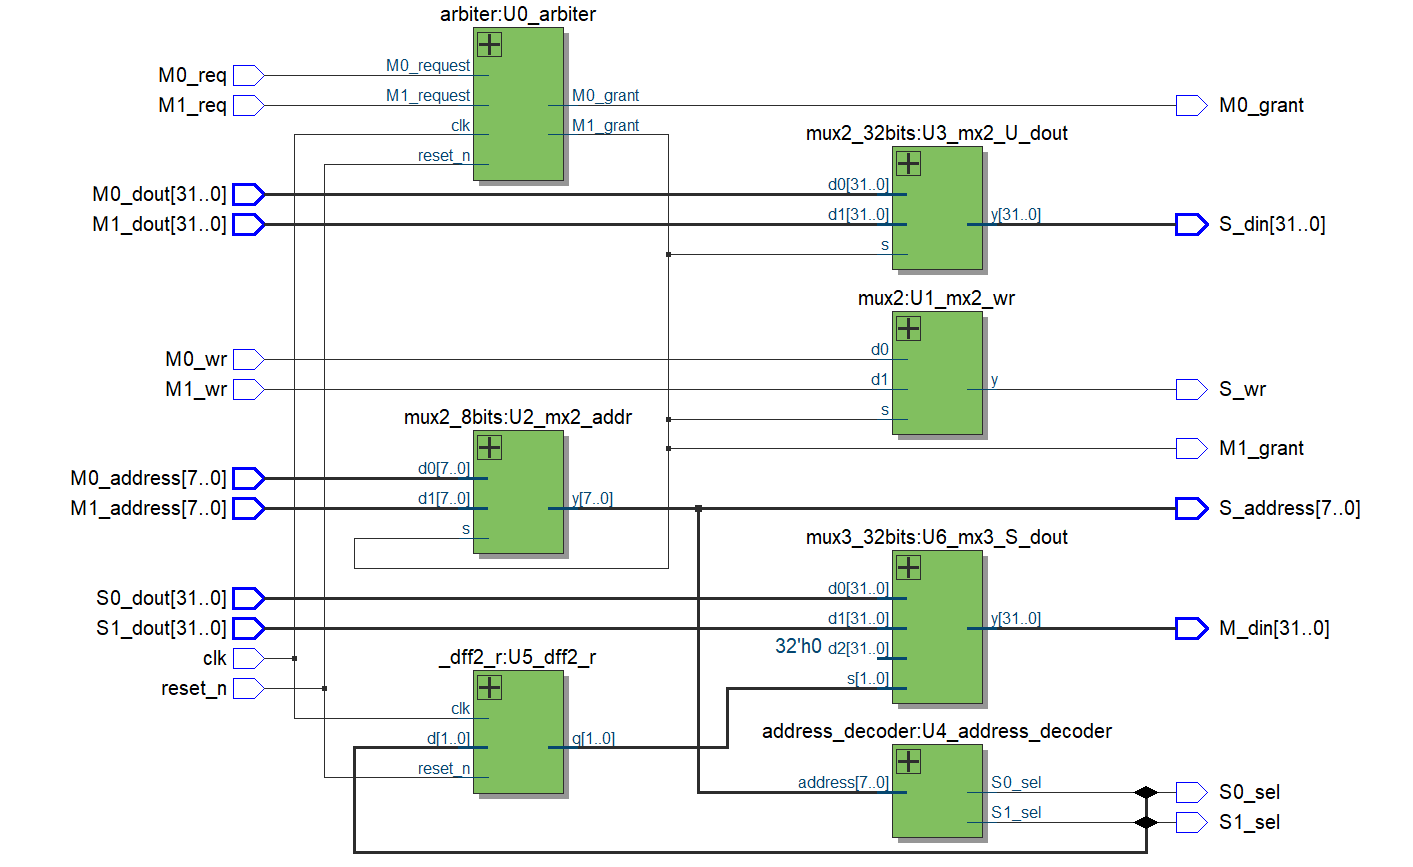 arbiter:U0_arbiter
M0_req
M0_request
M1_req
M1_request
M0_grant
M0_grant
clk
M1_grant
reset_n
mux2_32bits:U3_mx2_U_dout
M0_dout[31..0]
d0[31..0]
M1_dout[31..0]
d1[31..0]
y[31..0]
S_din[31..0]
s
mux2:U1_mx2_wr
M0_wr
d0
M1_wr
d1
y
S_wr
s
mux2_8bits:U2_mx2_addr
M1_grant
M0_address[7..0]
d0[7..0]
M1_address[7..0]
d1[7..0]
y[7..0]
S_address[7..0]
s
mux3_32bits:U6_mx3_S_dout
S0_dout[31..0]
d0[31..0]
S1_dout[31..0]
d1[31..0]
y[31..0]
M_din[31..0]
32'h0 d2[31..0]
clk
_dff2_r:U5_dff2_r
s[1..0]
reset_n
clk
d[1..0]
q[1..0]
reset_n
address_decoder:U4_address_decoder
address[7..0]
S0_sel
S0_sel
S1_sel
S1_sel